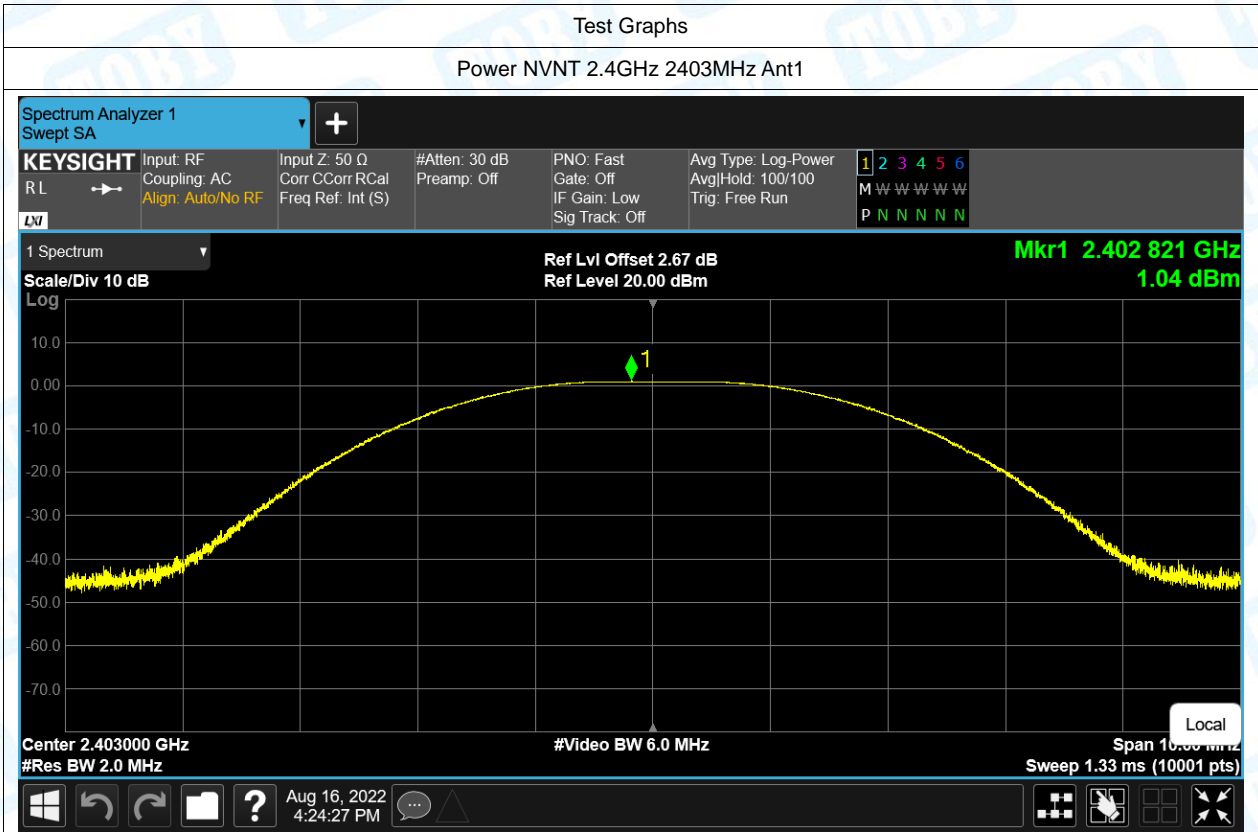 Test Graphs
Power NVNT 2.4GHz 2403MHz Ant1
Spectrum Analyzer 1
Swept SA
KEYSIGHT
R L
LXI
Input: RF
Coupling: AC
Align: Auto/No RF
Input Z: 50 Ω
Corr CCorr RCal
Freq Ref: Int (S)
#Atten: 30 dB
Preamp: Off
PNO: Fast
Gate: Off
IF Gain: Low
Sig Track: Off
Avg Type: Log-Power
Avg|Hold: 100/100
Trig: Free Run
1 2 3 4 5 6
M W W W W W
P N N N N N
1 Spectrum
Scale/Div 10 dB
Ref Lvl Offset 2.67 dB
Ref Level 20.00 dBm
Mkr1 2.402 821 GHz
1.04 dBm
Log
10.0
0.00
-10.0
-20.0
-30.0
-40.0
-50.0
-60.0
-70.0
1
Local
Center 2.403000 GHz
#Res BW 2.0 MHz
#Video BW 6.0 MHz
Span
Sweep 1.33 ms (10001 pts)
?
Aug 16, 2022
4:24:27 PM
TOBY